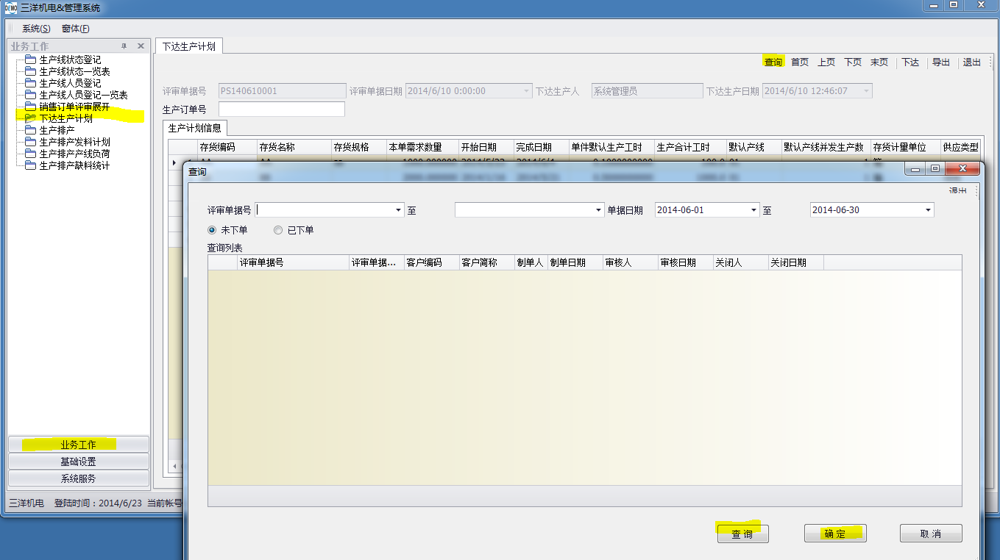 DEMO 三洋机电&管理系统
系统(S) 窗体(F)
业务工作
生产线状态登记
生产线状态一览表
生产线人员登记
生产线人员登记一览表
销售订单评审展开
下达生产计划
生产排产
生产排产发料计划
生产排产产线负荷
生产排产缺料统计
业务工作
基础设置
系统服务
三洋机电 登陆时间：2014/6/23 当前帐号
下达生产计划
查询 首页 上页 下页 末页 下达 导出 退出
评审单据号 PS140610001 评审单据日期 2014/6/10 0:00:00 下达生产人 系统管理员 下达生产日期 2014/6/10 12:46:07
生产订单号
生产计划信息
存货编码 存货名称 存货规格 本单需求数量 开始日期 完成日期 单件默认生产工时 生产合计工时 默认产线 默认产线并发生产数 存货计量单位 供应类型
查询
退出
评审单据号 至 单据日期 2014-06-01 至 2014-06-30
未下单 已下单
查询列表
评审单据号 评审单据... 客户编码 客户简称 制单人 制单日期 审核人 审核日期 关闭人 关闭日期
查询 确定 取消